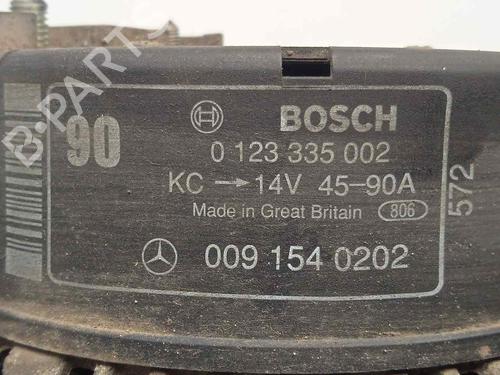 B-PARTS
90
BOSCH
0 123 335 002
KC → 14V 45-90A
Made in Great Britain 806
572
009 154 0202